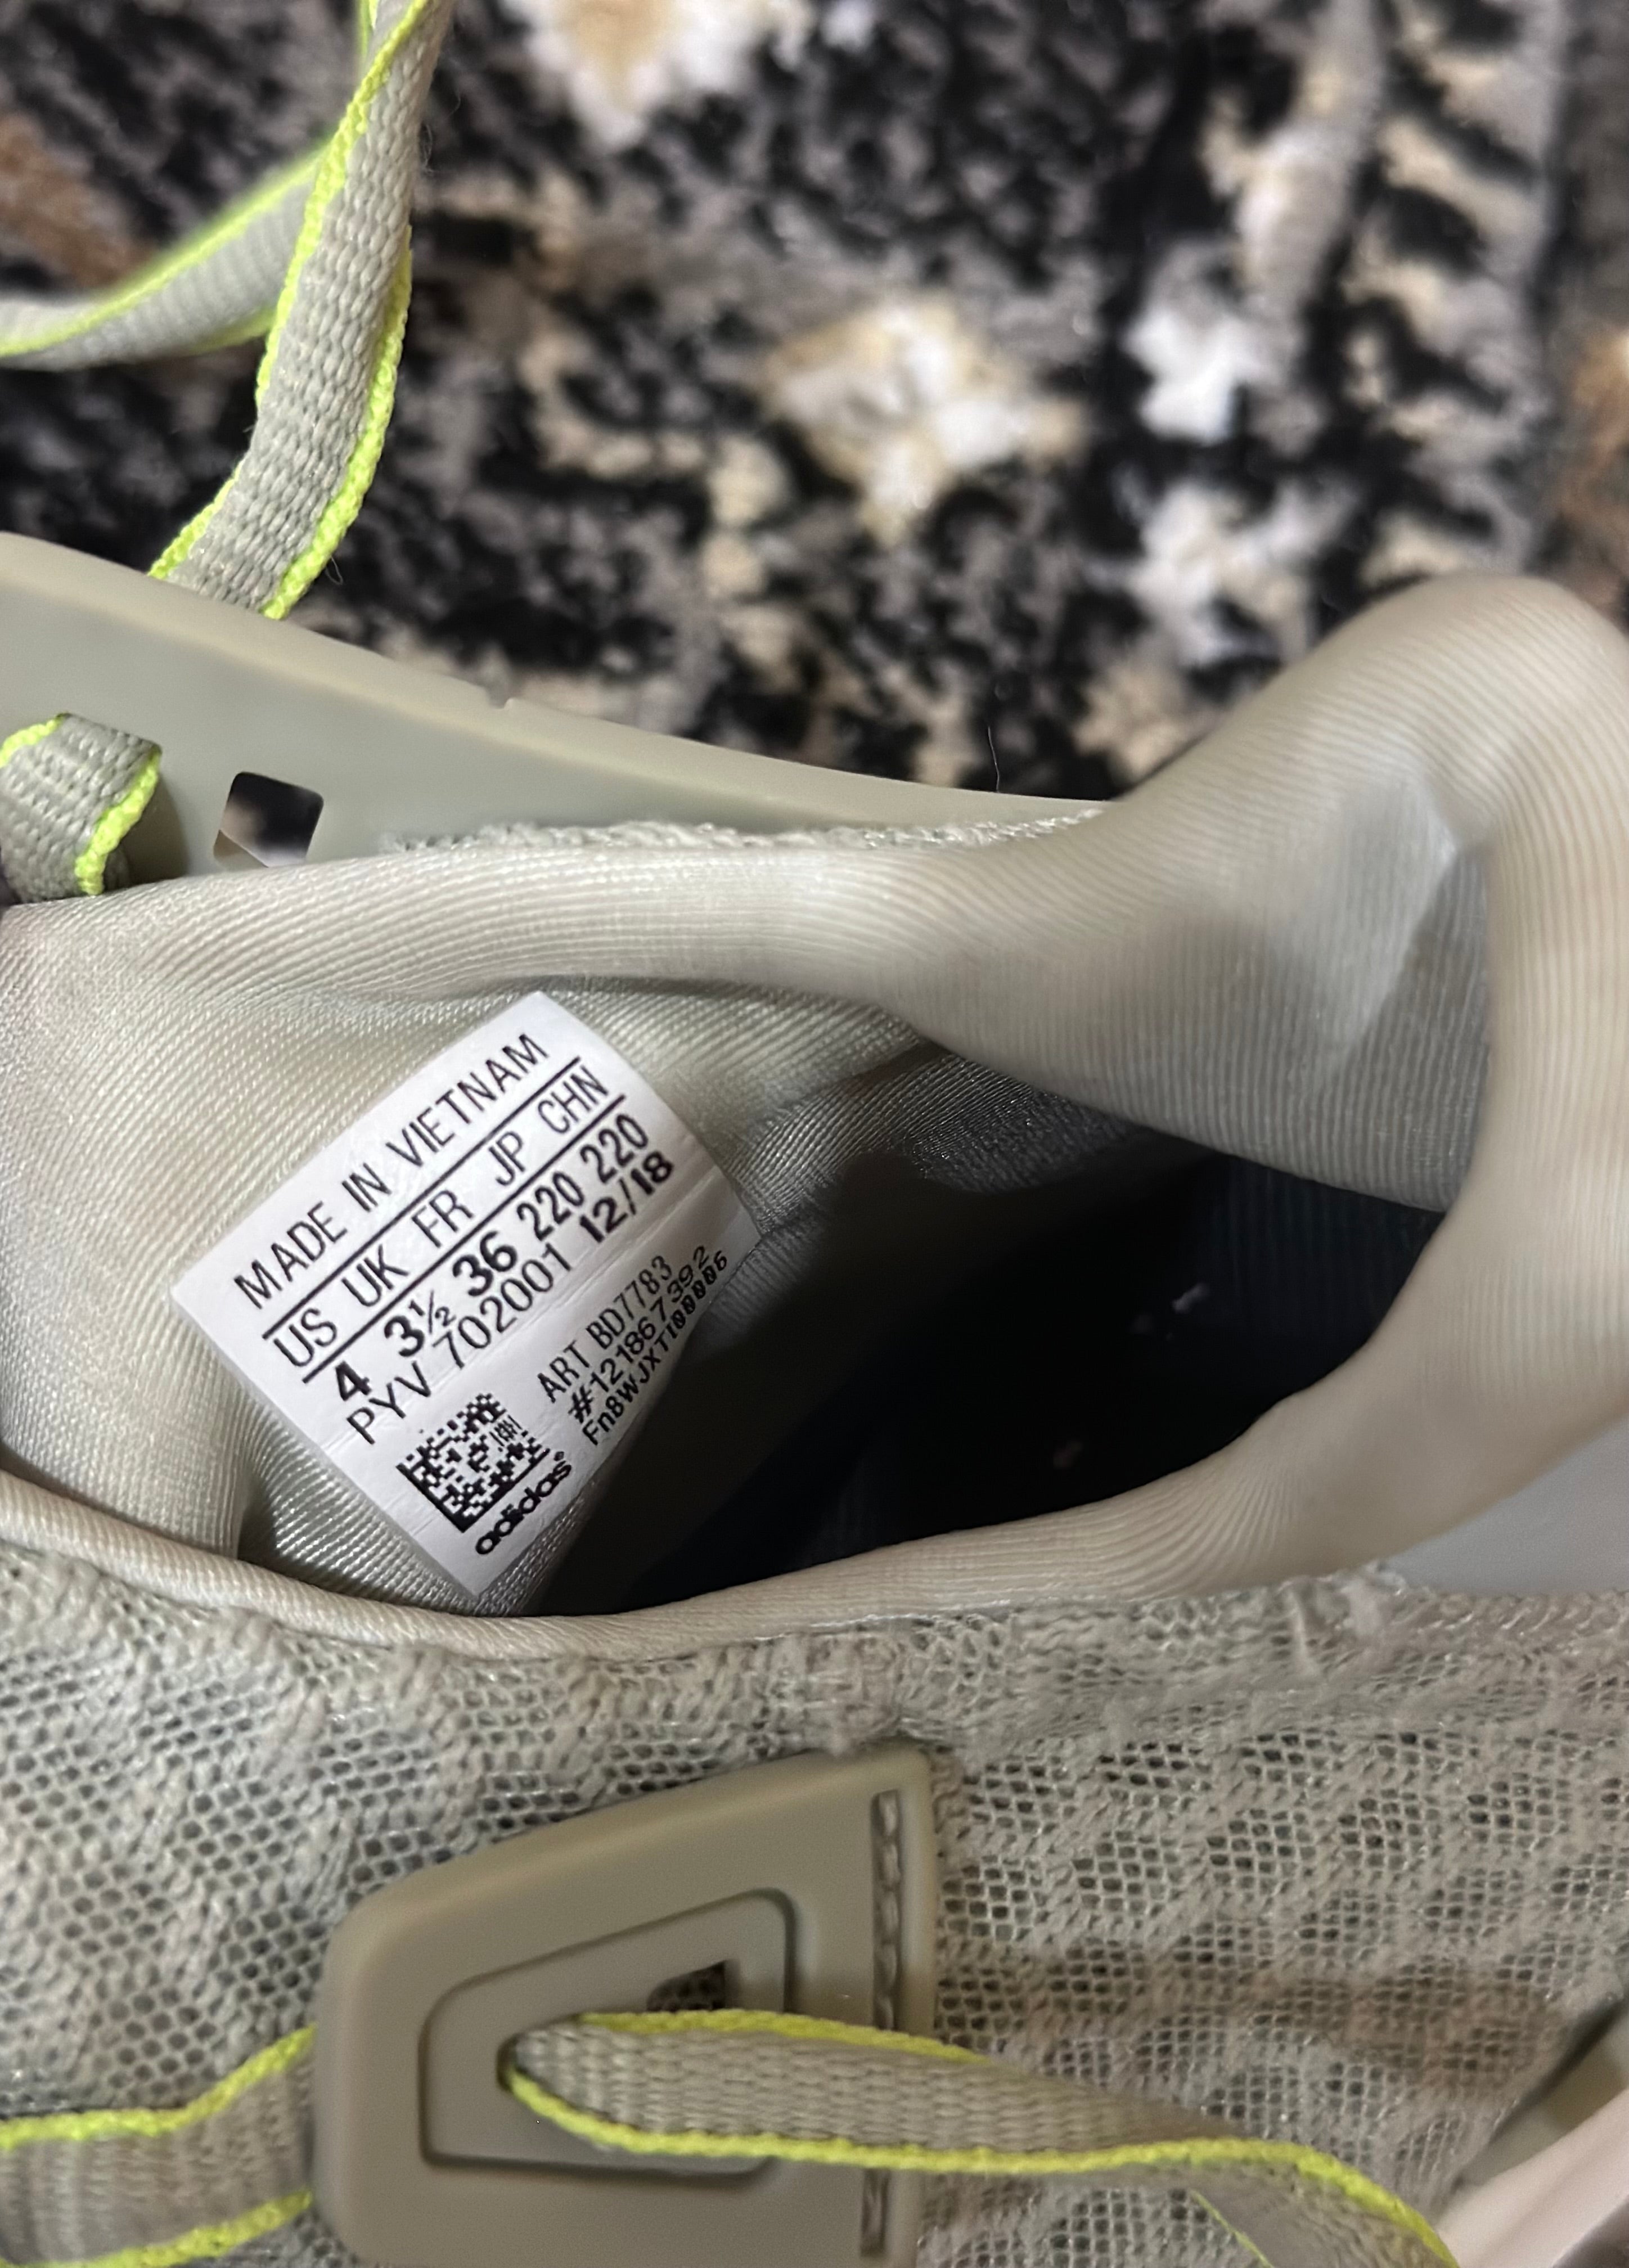 MADE IN VIETNAM
US UK FR JP CHN
4 3½ 36 220 220
PYV 702001 12/18
ART BD7783
#121867392
Fn8WJXTI00006
adidas®